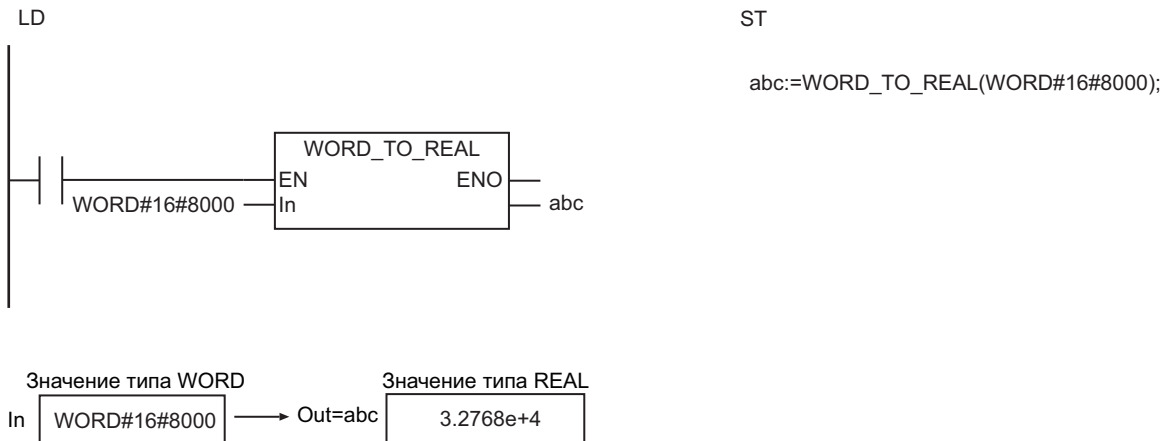 LD
ST
abc:=WORD_TO_REAL(WORD#16#8000);
WORD_TO_REAL
EN ENO
WORD#16#8000 In abc
Значение типа WORD Значение типа REAL
In WORD#16#8000 Out=abc 3.2768e+4